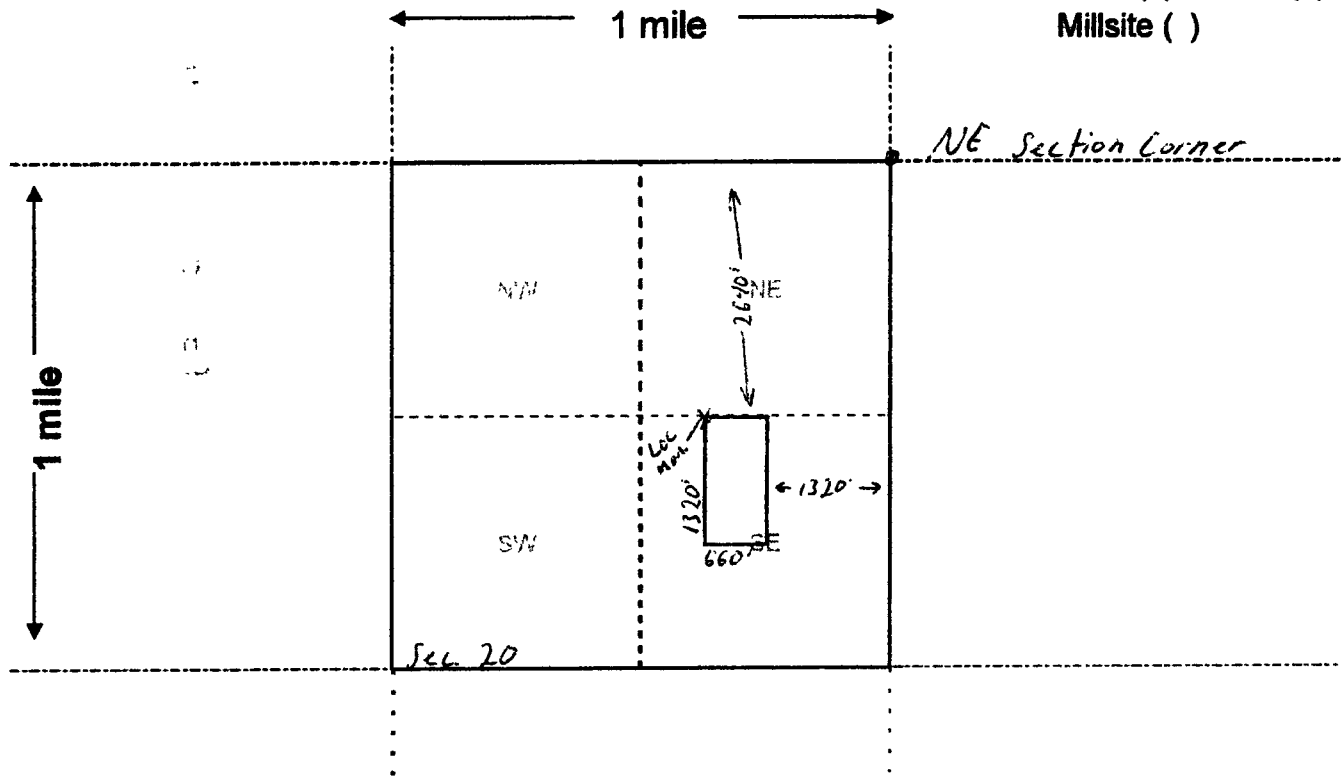 1 mile
Millsite ( )
NE Section Corner
1 mile
2640'
NW
NE
Loc
Mon.
1320'
1320'
SW
SE
660'
Sec. 20